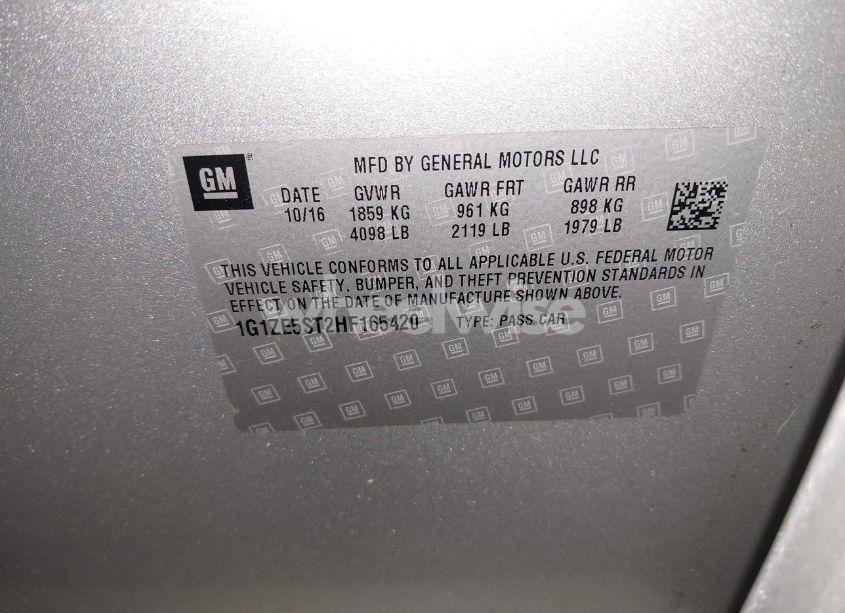 GM
MFD BY GENERAL MOTORS LLC
DATE GVWR GAWR FRT GAWR RR
10/16 1859 KG 961 KG 898 KG
4098 LB 2119 LB 1979 LB
THIS VEHICLE CONFORMS TO ALL APPLICABLE U.S. FEDERAL MOTOR
VEHICLE SAFETY, BUMPER, AND THEFT PREVENTION STANDARDS IN
EFFECT ON THE DATE OF MANUFACTURE SHOWN ABOVE.
1G1ZE5ST2HF165420 TYPE: PASS CAR